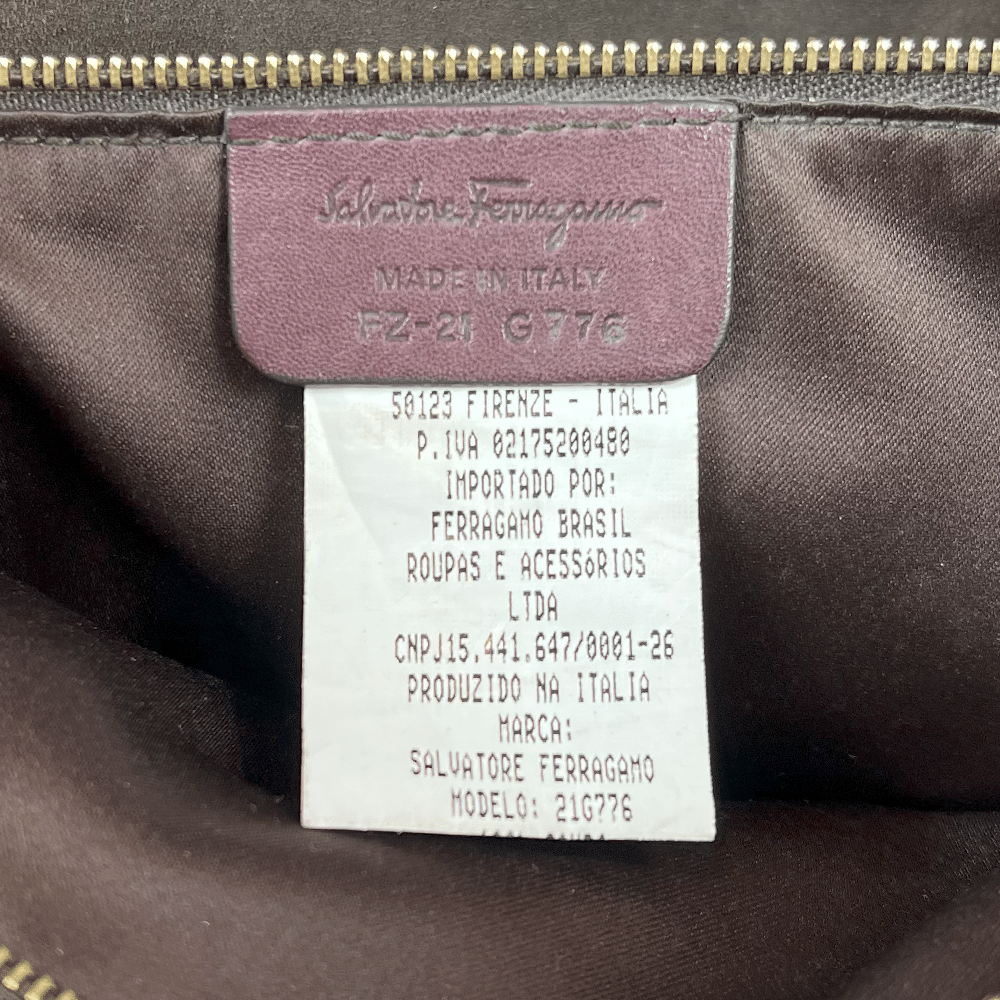 Salvatore Ferragamo
MADE IN ITALY
FZ-21 G776
50123 FIRENZE - ITALIA
P.IVA 02175200480
IMPORTADO POR:
FERRAGAMO BRASIL
ROUPAS E ACESSóRIOS
LTDA
CNPJ15.441.647/0001-26
PRODUZIDO NA ITALIA
MARCA:
SALVATORE FERRAGAMO
MODELO: 21G776